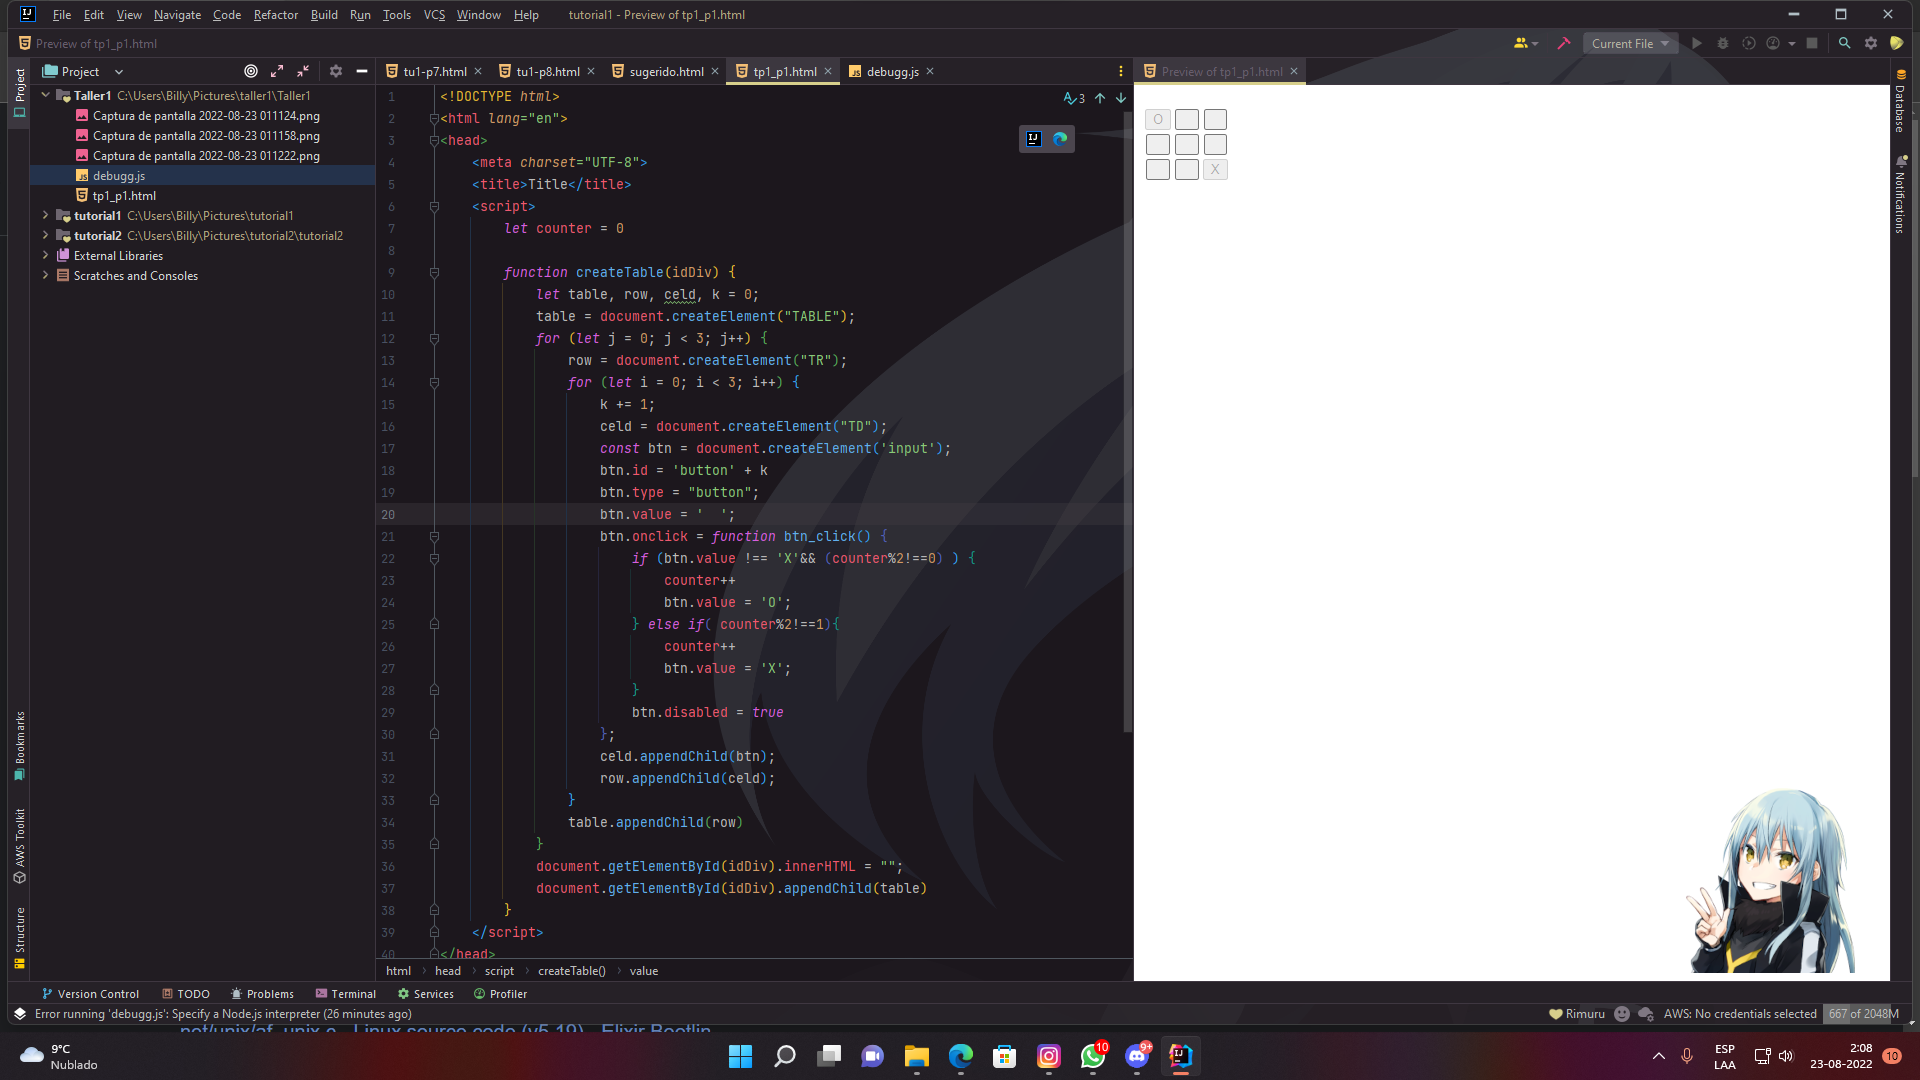 File Edit View Navigate Code Refactor Build Run Tools VCS Window Help tutorial1 - Preview of tp1_p1.html
Preview of tp1_p1.html
Current File
Project
Project
tu1-p7.html
tu1-p8.html
sugerido.html
tp1_p1.html
debugg.js
Preview of tp1_p1.html
Taller1 C:\Users\Billy\Pictures\taller1\Taller1
Captura de pantalla 2022-08-23 011124.png
Captura de pantalla 2022-08-23 011158.png
Captura de pantalla 2022-08-23 011222.png
debugg.js
tp1_p1.html
tutorial1 C:\Users\Billy\Pictures\tutorial1
tutorial2 C:\Users\Billy\Pictures\tutorial2\tutorial2
External Libraries
Scratches and Consoles
Bookmarks
AWS Toolkit
Structure
3
1 <!DOCTYPE html>
2 <html lang="en">
3 <head>
4 <meta charset="UTF-8">
5 <title>Title</title>
6 <script>
7 let counter = 0
8
9 function createTable(idDiv) {
10 let table, row, celd, k = 0;
11 table = document.createElement("TABLE");
12 for (let j = 0; j < 3; j++) {
13 row = document.createElement("TR");
14 for (let i = 0; i < 3; i++) {
15 k += 1;
16 celd = document.createElement("TD");
17 const btn = document.createElement('input');
18 btn.id = 'button' + k
19 btn.type = "button";
20 btn.value = '  ';
21 btn.onclick = function btn_click() {
22 if (btn.value !== 'X'&& (counter%2!==0) ) {
23 counter++
24 btn.value = 'O';
25 } else if( counter%2!==1){
26 counter++
27 btn.value = 'X';
28 }
29 btn.disabled = true
30 };
31 celd.appendChild(btn);
32 row.appendChild(celd);
33 }
34 table.appendChild(row)
35 }
36 document.getElementById(idDiv).innerHTML = "";
37 document.getElementById(idDiv).appendChild(table)
38 }
39 </script>
40 </head>
html head script createTable() value
O
X
Database
Notifications
Version Control TODO Problems Terminal Services Profiler
Error running 'debugg.js': Specify a Node.js interpreter (26 minutes ago)
Rimuru AWS: No credentials selected 667 of 2048M
net/unix/af_unix.c - Linux source code (v5.19) - Elixir Bootlin
9°C
Nublado
10
9+
ESP
LAA
2:08
23-08-2022
10